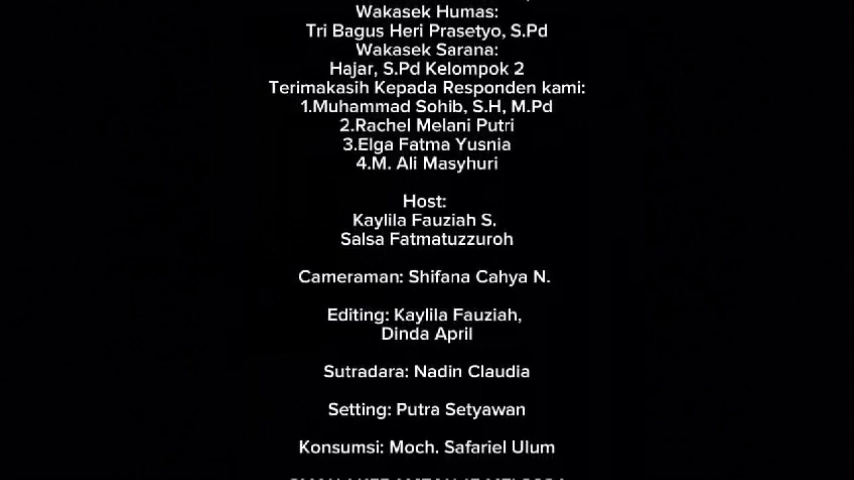 Wakasek Humas:
Tri Bagus Heri Prasetyo, S.Pd
Wakasek Sarana:
Hajar, S.Pd Kelompok 2
Terimakasih Kepada Responden kami:
1.Muhammad Sohib, S.H, M.Pd
2.Rachel Melani Putri
3.Elga Fatma Yusnia
4.M. Ali Masyhuri
Host:
Kaylila Fauziah S.
Salsa Fatmatuzzuroh
Cameraman: Shifana Cahya N.
Editing: Kaylila Fauziah,
Dinda April
Sutradara: Nadin Claudia
Setting: Putra Setyawan
Konsumsi: Moch. Safariel Ulum